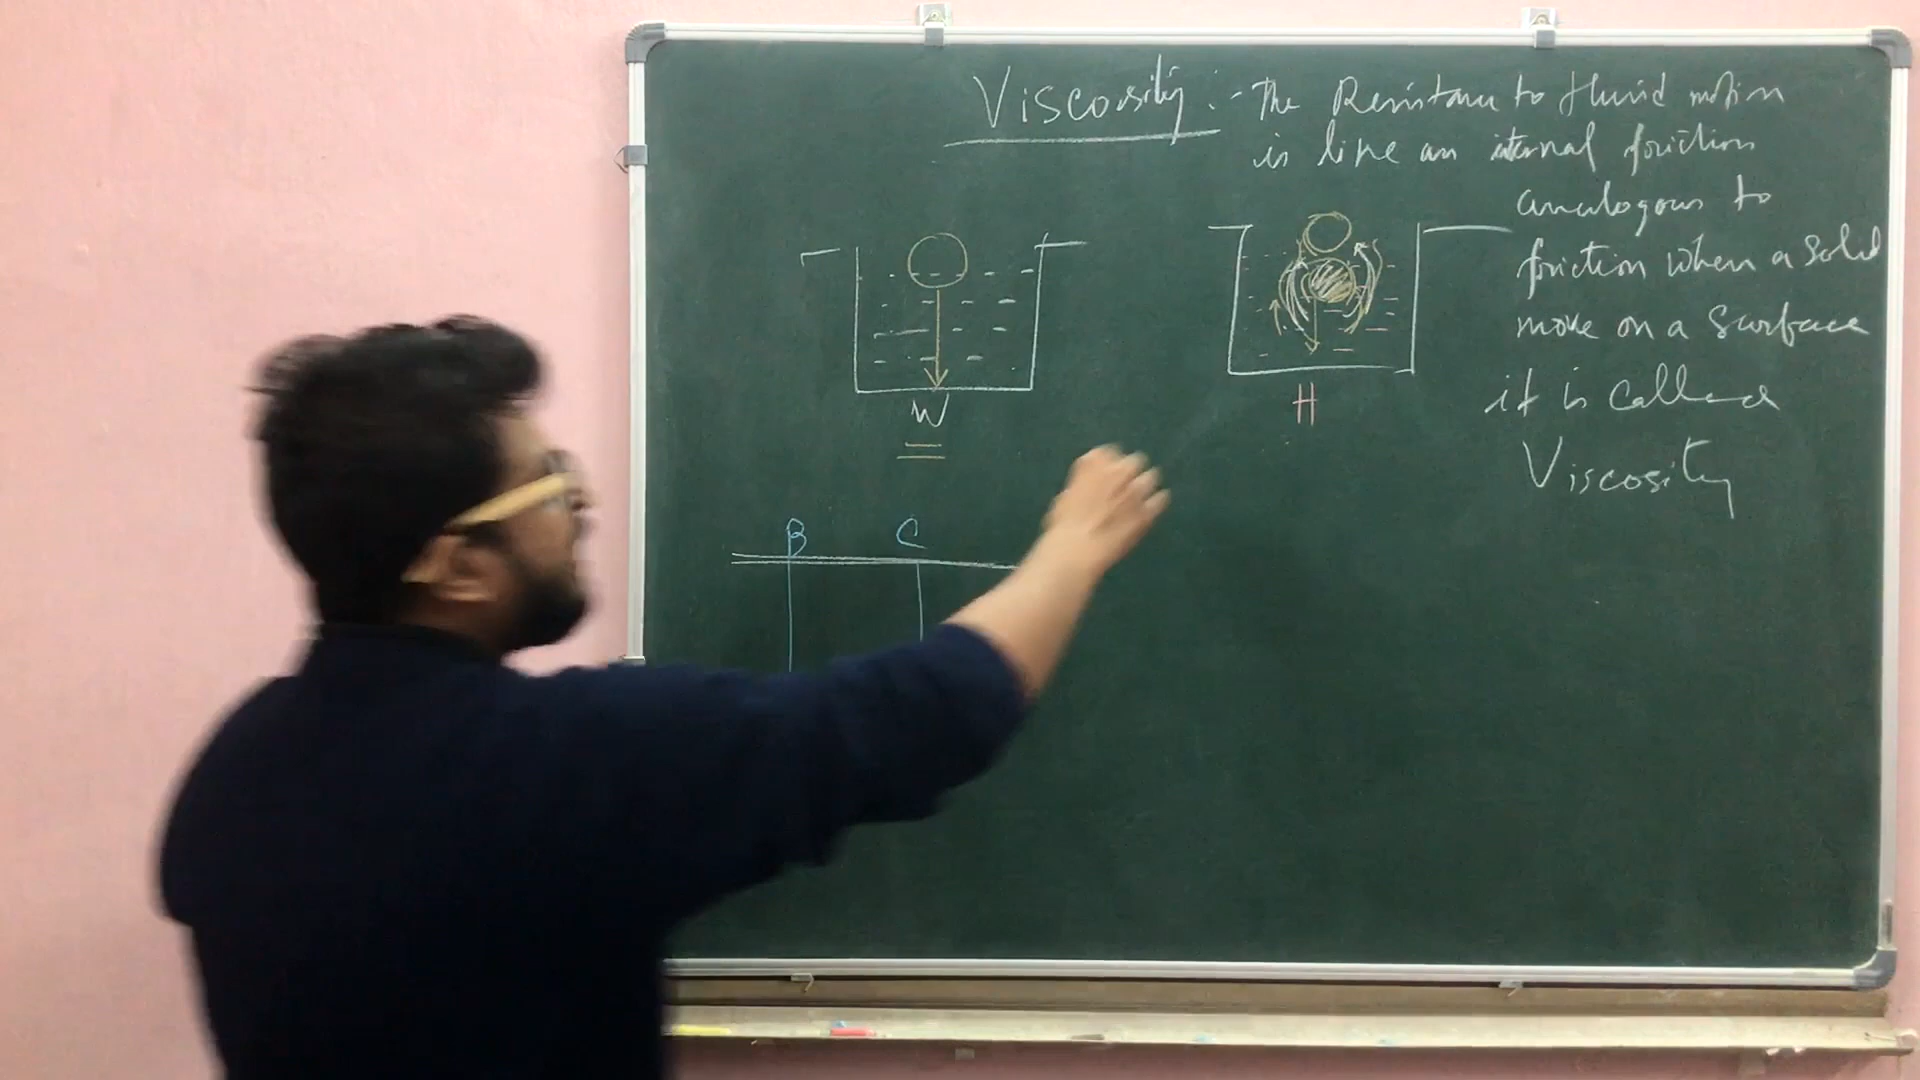 Viscosity :- The Resistance to fluid motion
is like an internal friction
analogous to
friction when a solid
move on a surface
it is called
Viscosity
W
H
B C